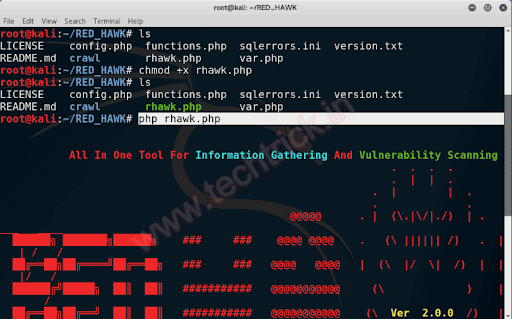 root@kali: ~/RED_HAWK
File Edit View Search Terminal Help
root@kali:~/RED_HAWK# ls
LICENSE config.php functions.php sqlerrors.ini version.txt
README.md crawl rhawk.php var.php
root@kali:~/RED_HAWK# chmod +x rhawk.php
root@kali:~/RED_HAWK# ls
LICENSE config.php functions.php sqlerrors.ini version.txt
README.md crawl rhawk.php var.php
root@kali:~/RED_HAWK# php rhawk.php
All In One Tool For Information Gathering And Vulnerability Scanning
www.techtrick.in
@@@@@
### ### @@@@ @@@@
### ### @@@@ @@@@
########### @@@@@@@@@@@
########### @@@@@@@@@@@
Ver 2.0.0